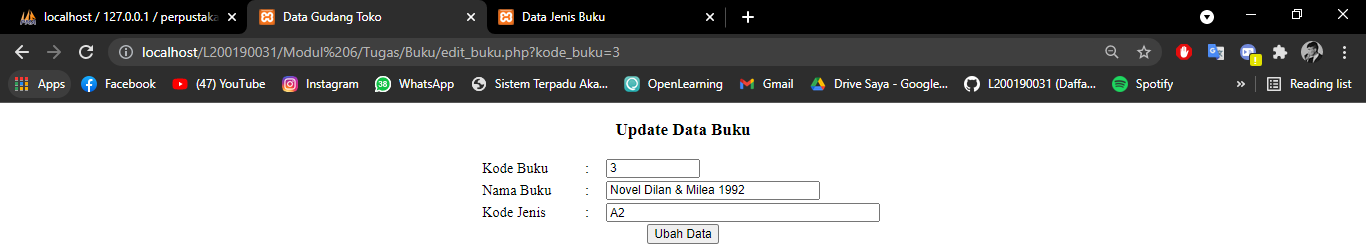 localhost / 127.0.0.1 / perpustaka
Data Gudang Toko
Data Jenis Buku
localhost/L200190031/Modul%206/Tugas/Buku/edit_buku.php?kode_buku=3
Apps Facebook (47) YouTube Instagram 38 WhatsApp Sistem Terpadu Aka... OpenLearning Gmail Drive Saya - Google... L200190031 (Daffa... Spotify » Reading list
Update Data Buku
Kode Buku : 3
Nama Buku : Novel Dilan & Milea 1992
Kode Jenis : A2
Ubah Data